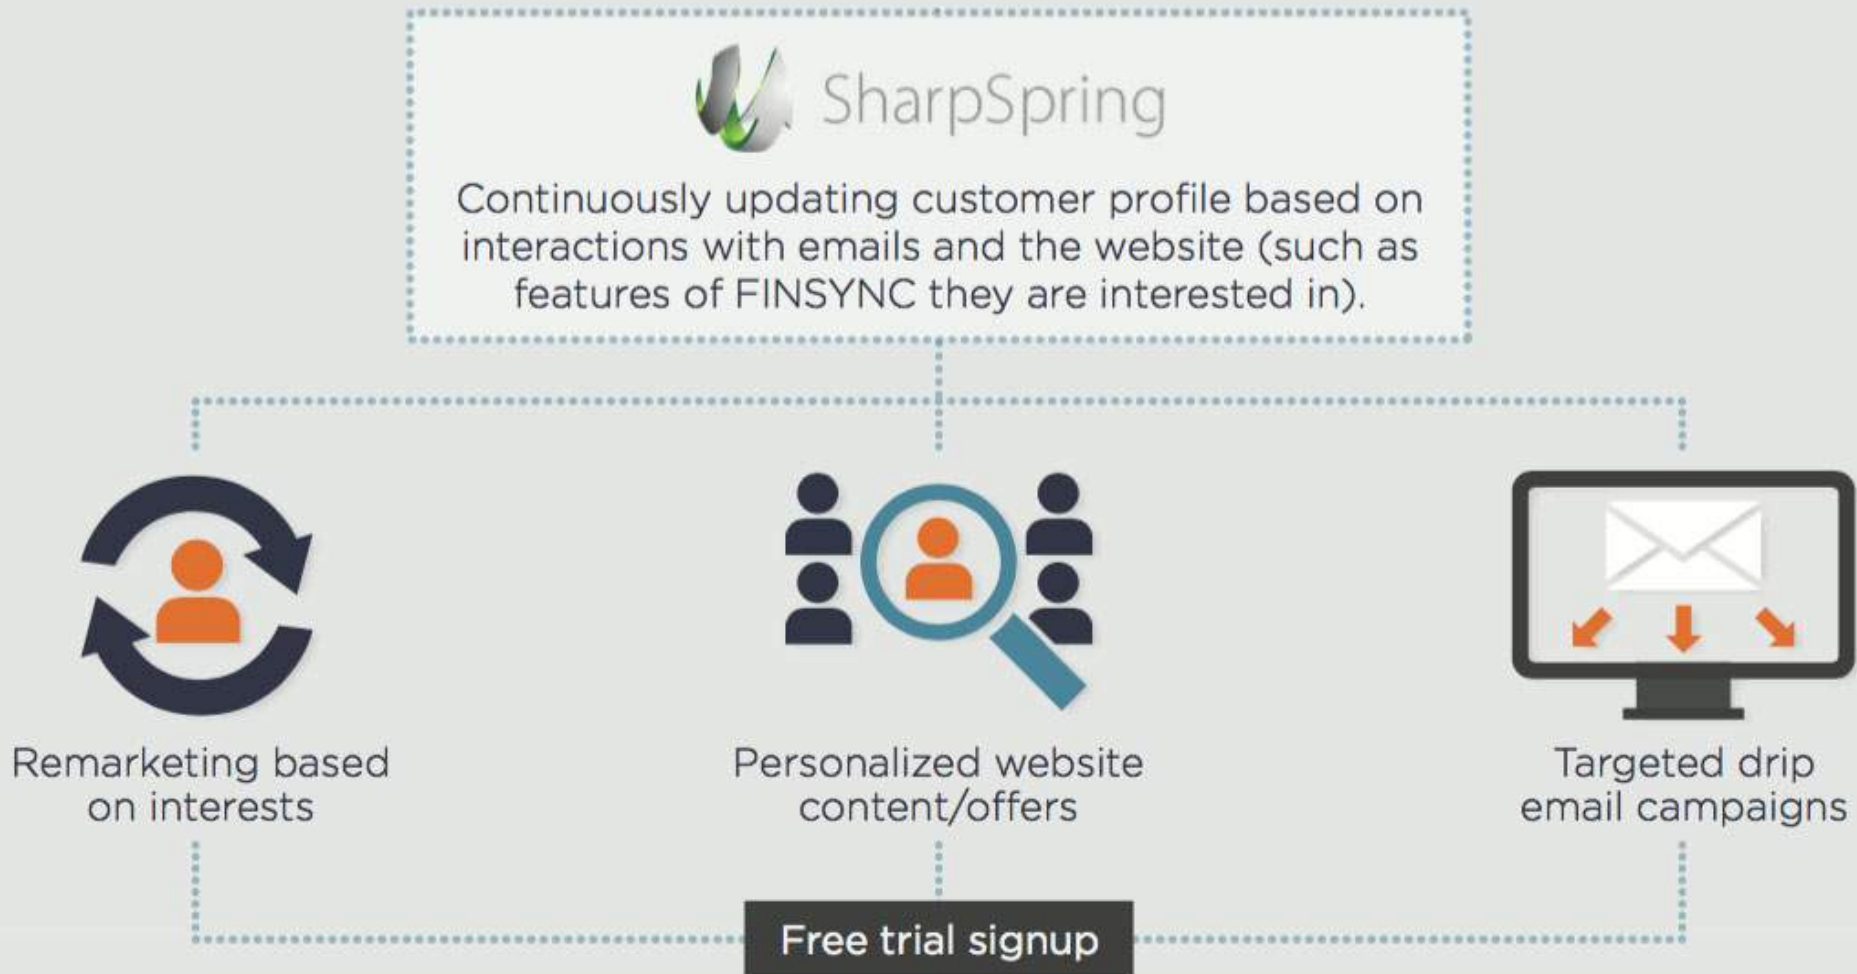 SharpSpring
Continuously updating customer profile based on
interactions with emails and the website (such as
features of FINSYNC they are interested in).
Remarketing based
on interests
Personalized website
content/offers
Targeted drip
email campaigns
Free trial signup